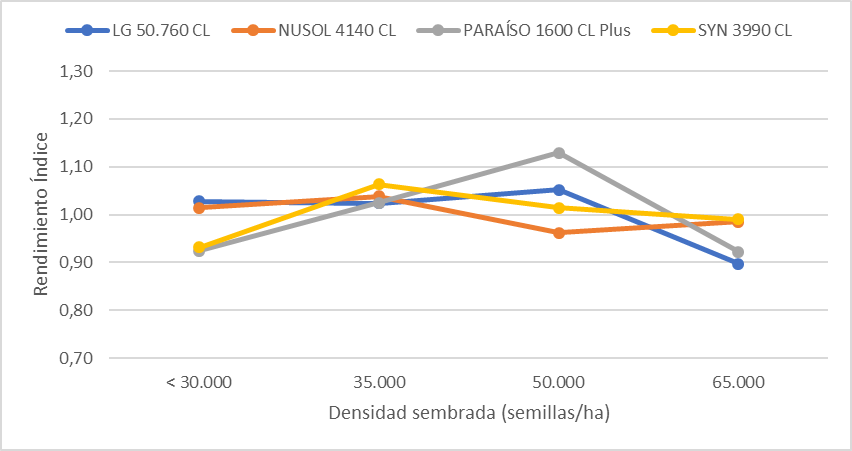 LG 50.760 CL NUSOL 4140 CL PARAÍSO 1600 CL Plus SYN 3990 CL
1,30
1,20
1,10
1,00
0,90
0,80
0,70
Rendimiento Índice
< 30.000 35.000 50.000 65.000
Densidad sembrada (semillas/ha)